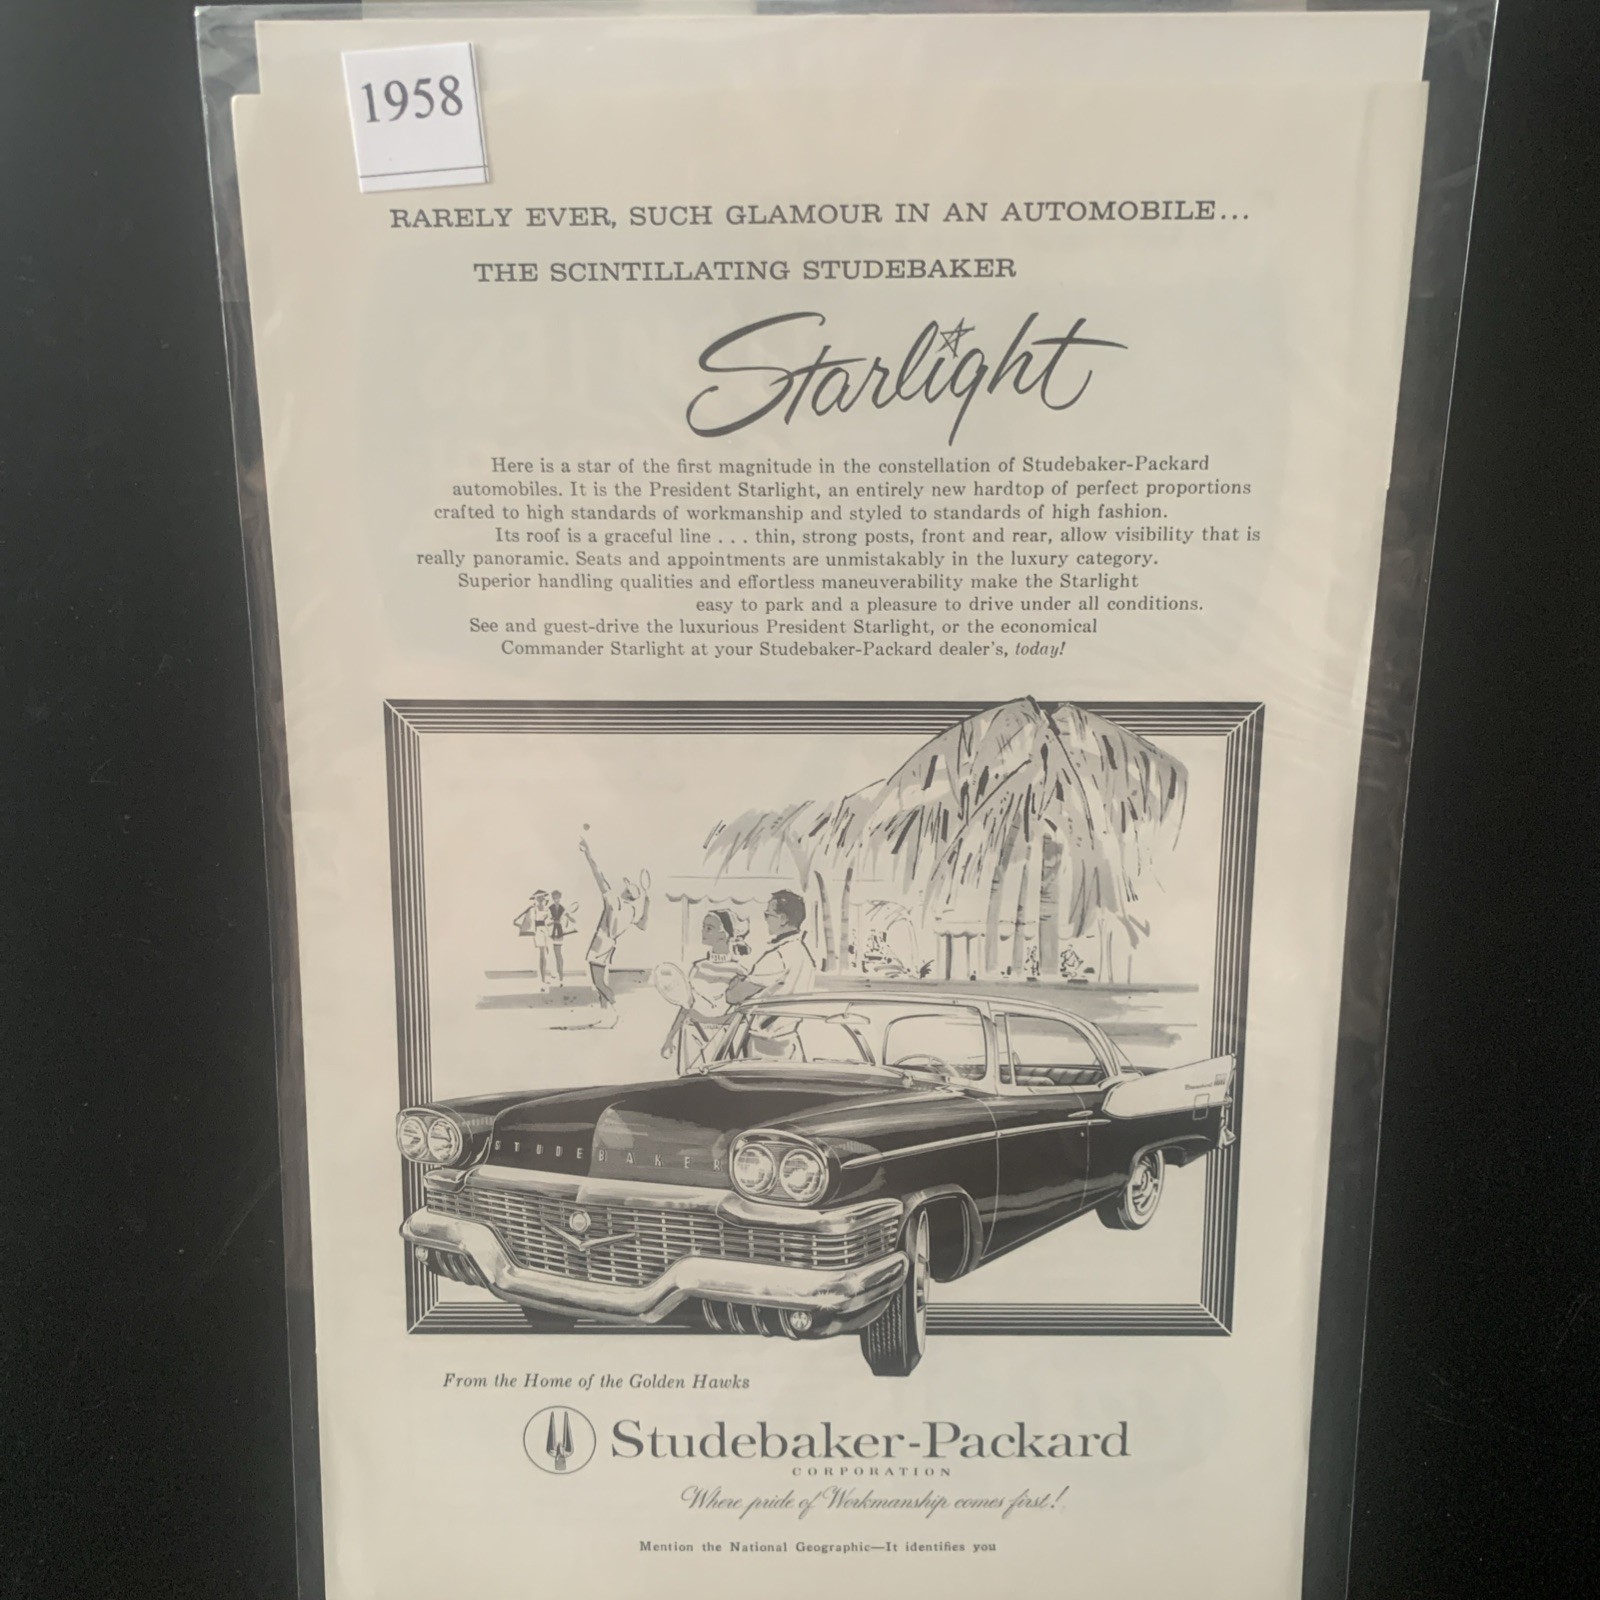 1958
RARELY EVER, SUCH GLAMOUR IN AN AUTOMOBILE...
THE SCINTILLATING STUDEBAKER
Starlight
Here is a star of the first magnitude in the constellation of Studebaker-Packard
automobiles. It is the President Starlight, an entirely new hardtop of perfect proportions
crafted to high standards of workmanship and styled to standards of high fashion.
Its roof is a graceful line . . . thin, strong posts, front and rear, allow visibility that is
really panoramic. Seats and appointments are unmistakably in the luxury category.
Superior handling qualities and effortless maneuverability make the Starlight
easy to park and a pleasure to drive under all conditions.
See and guest-drive the luxurious President Starlight, or the economical
Commander Starlight at your Studebaker-Packard dealer's, today!
STUDEBAKER
From the Home of the Golden Hawks
Studebaker-Packard
CORPORATION
Where pride of Workmanship comes first!
Mention the National Geographic—It identifies you